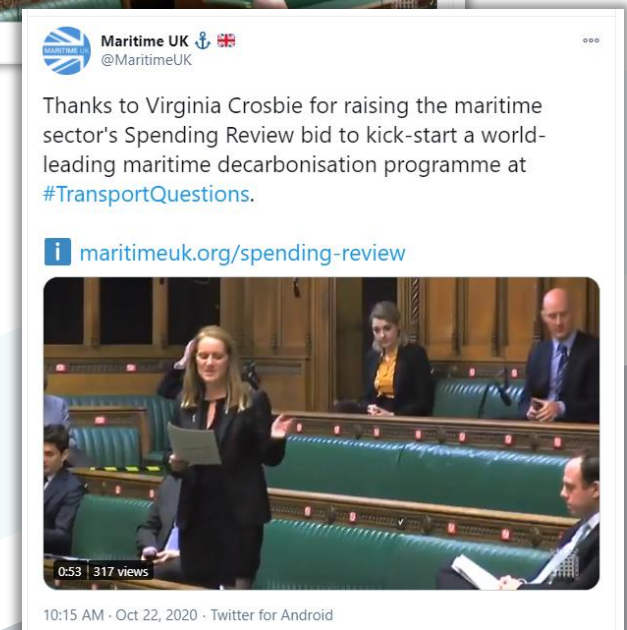 Maritime UK
MARITIME UK
@MaritimeUK
Thanks to Virginia Crosbie for raising the maritime
sector's Spending Review bid to kick-start a world-
leading maritime decarbonisation programme at
#TransportQuestions.
i maritimeuk.org/spending-review
0:53 317 views
10:15 AM · Oct 22, 2020 · Twitter for Android